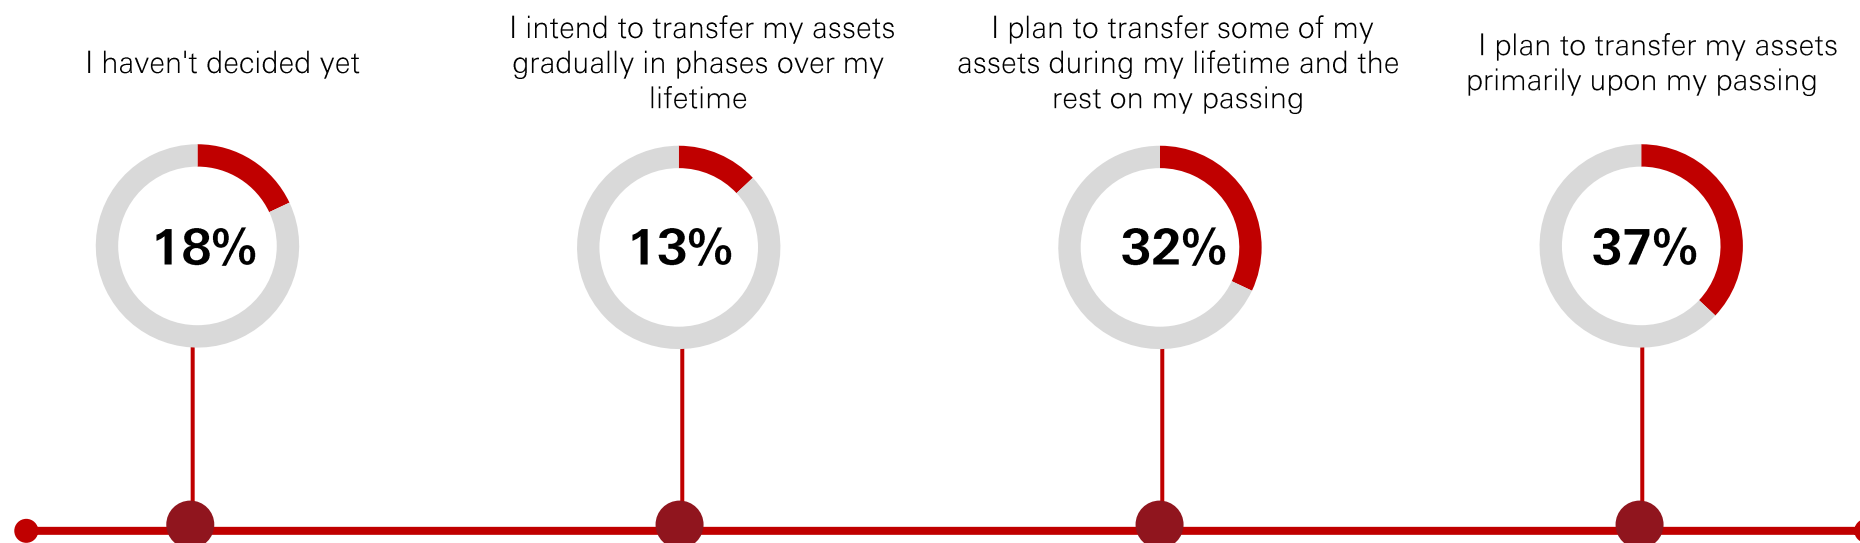 I haven't decided yet
18%
I intend to transfer my assets
gradually in phases over my
lifetime
13%
I plan to transfer some of my
assets during my lifetime and the
rest on my passing
32%
I plan to transfer my assets
primarily upon my passing
37%